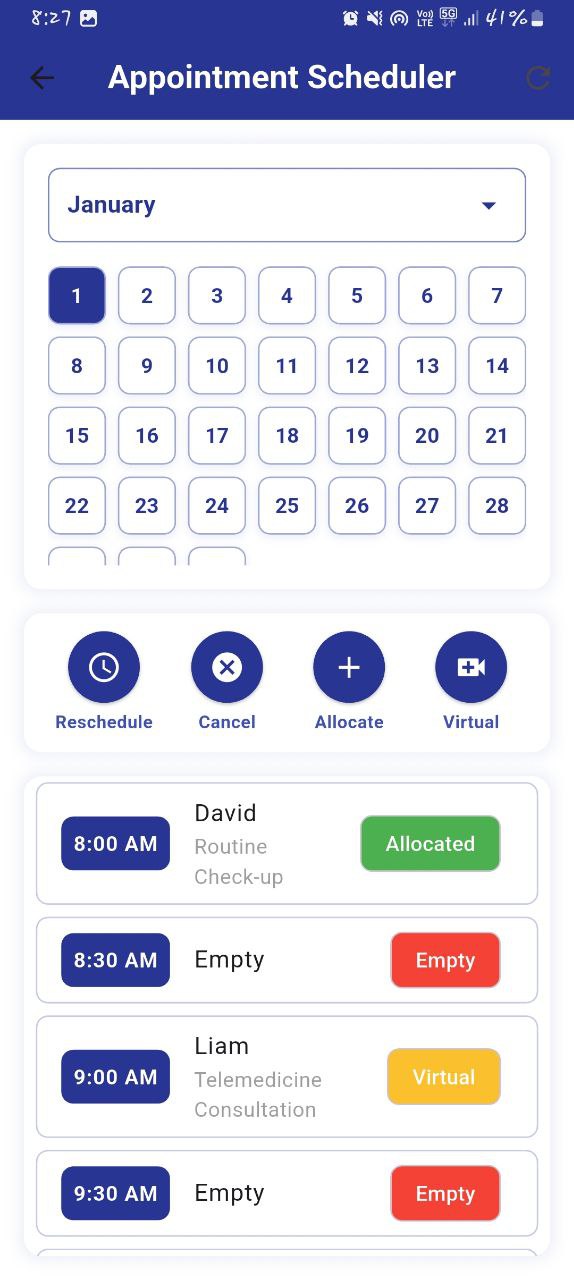 8:27 Vo)) LTE 5G 41%
Appointment Scheduler
January
1 2 3 4 5 6 7
8 9 10 11 12 13 14
15 16 17 18 19 20 21
22 23 24 25 26 27 28
Reschedule Cancel Allocate Virtual
David
8:00 AM Routine Allocated
Check-up
8:30 AM Empty Empty
Liam
9:00 AM Telemedicine Virtual
Consultation
9:30 AM Empty Empty